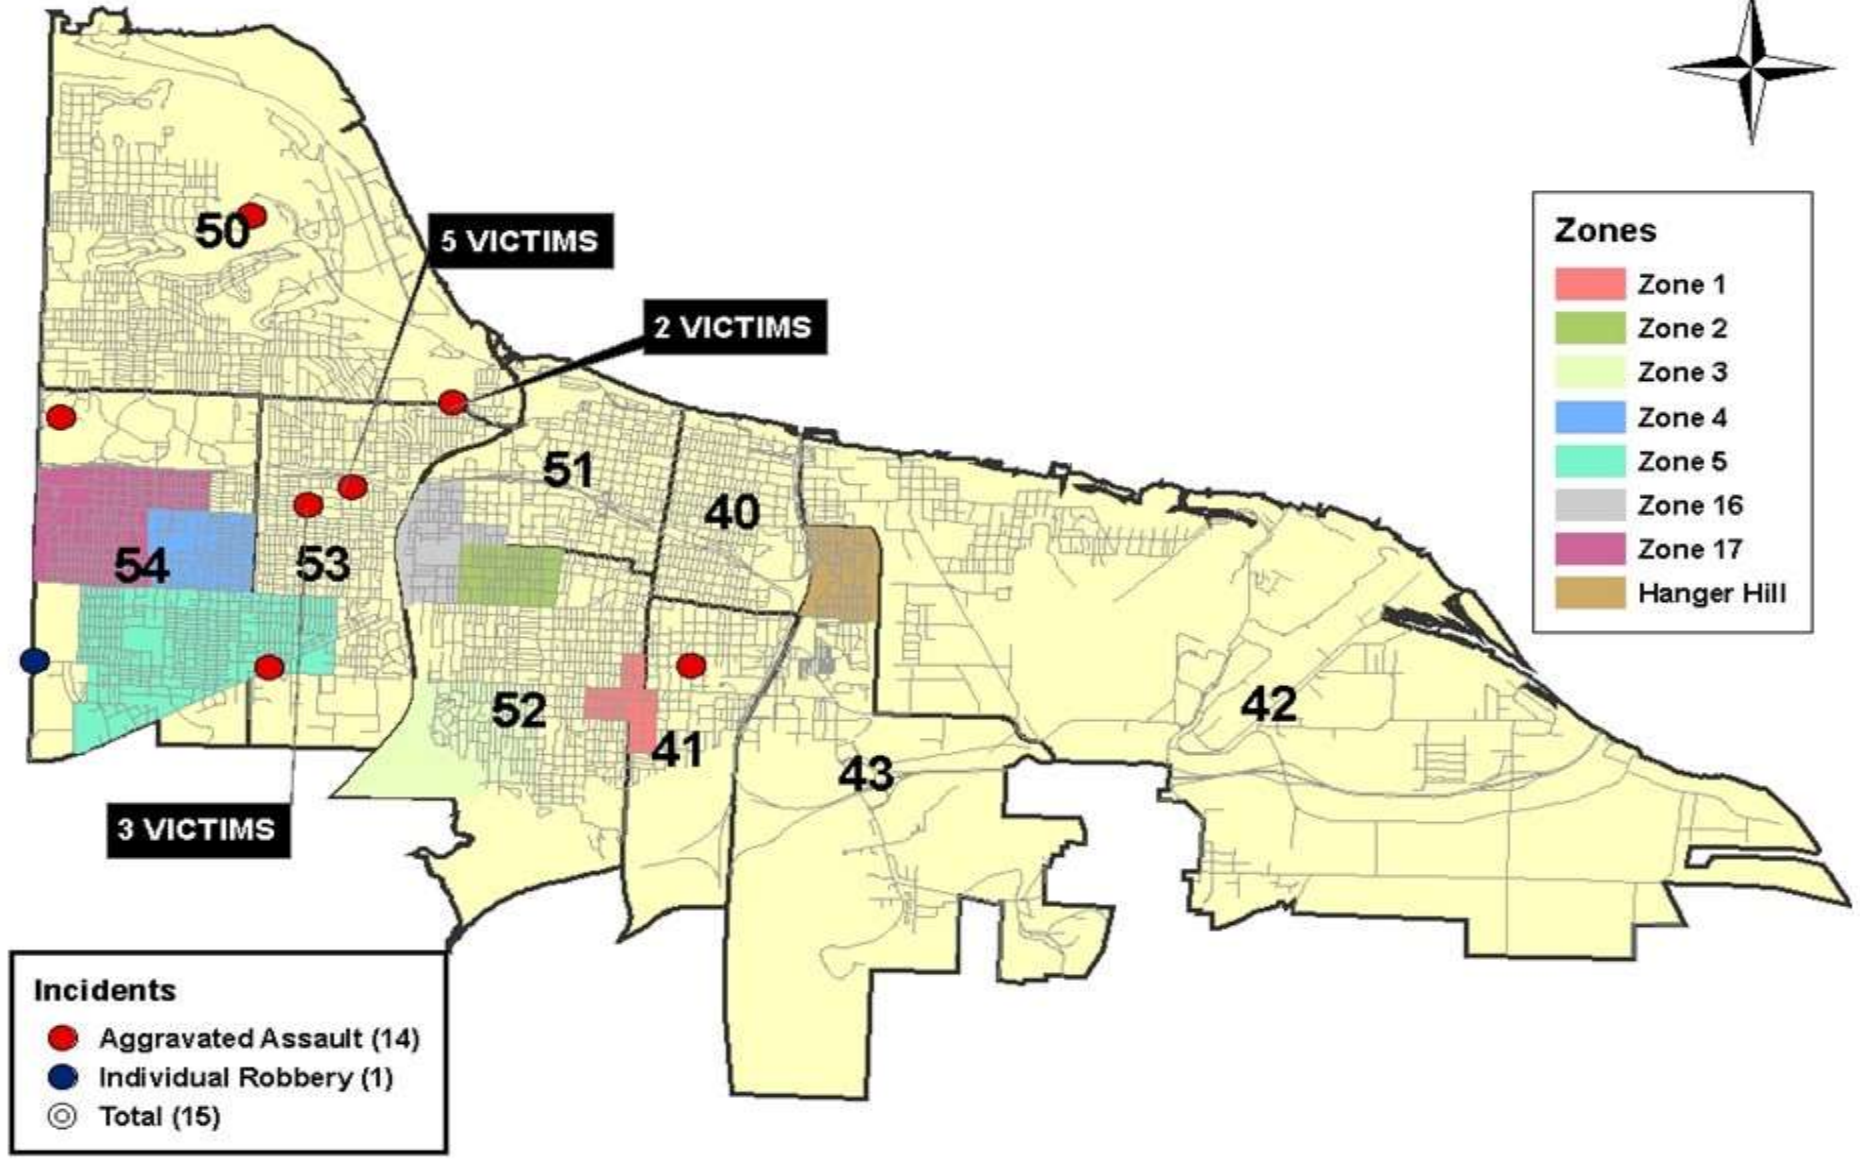 50
5 VICTIMS
2 VICTIMS
51
40
54
53
52
41
43
42
3 VICTIMS
Zones
Zone 1
Zone 2
Zone 3
Zone 4
Zone 5
Zone 16
Zone 17
Hanger Hill
Incidents
Aggravated Assault (14)
Individual Robbery (1)
Total (15)